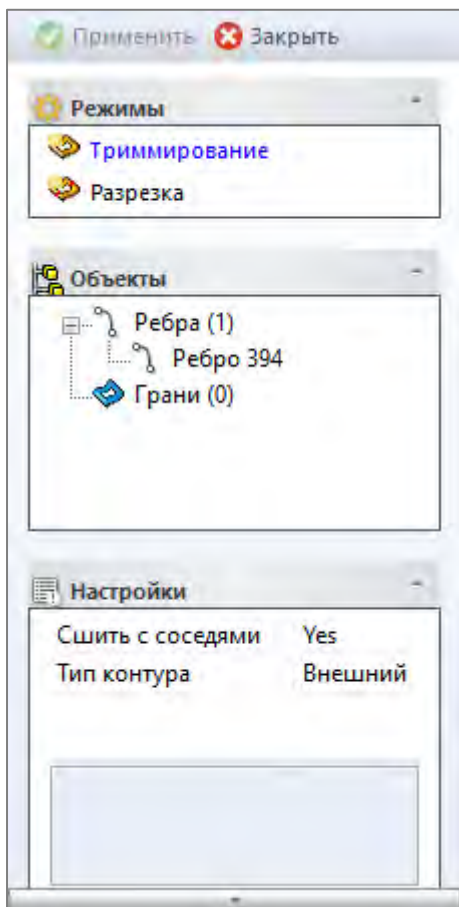 Применить Закрыть
Режимы
Триммирование
Разрезка
Объекты
Ребра (1)
Ребро 394
Грани (0)
Настройки
Сшить с соседями Yes
Тип контура Внешний